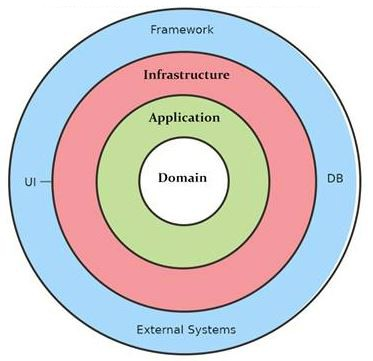 Framework
Infrastructure
Application
Domain
UI
DB
External Systems